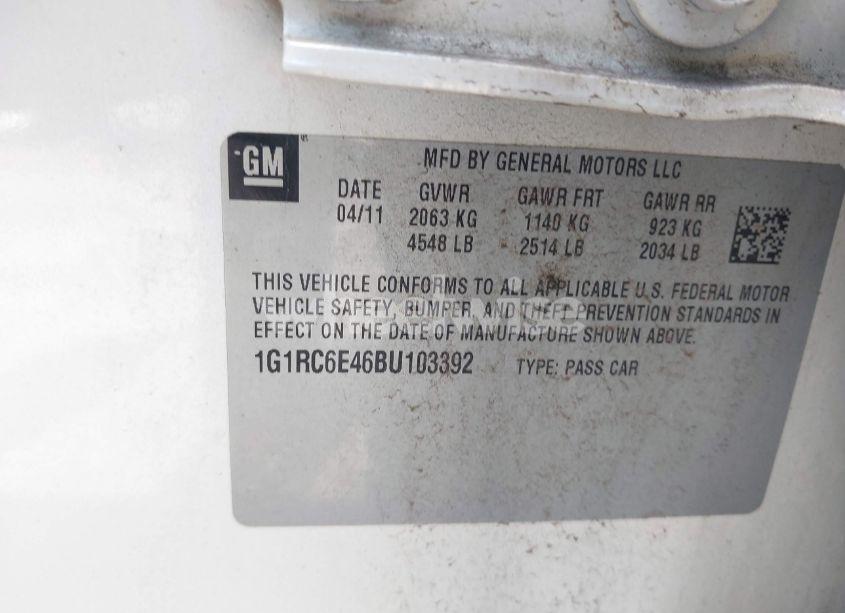 GM
MFD BY GENERAL MOTORS LLC
DATE GVWR GAWR FRT GAWR RR
04/11 2063 KG 1140 KG 923 KG
4548 LB 2514 LB 2034 LB
THIS VEHICLE CONFORMS TO ALL APPLICABLE U.S. FEDERAL MOTOR
VEHICLE SAFETY, BUMPER, AND THEFT PREVENTION STANDARDS IN
EFFECT ON THE DATE OF MANUFACTURE SHOWN ABOVE.
1G1RC6E46BU103392 TYPE: PASS CAR